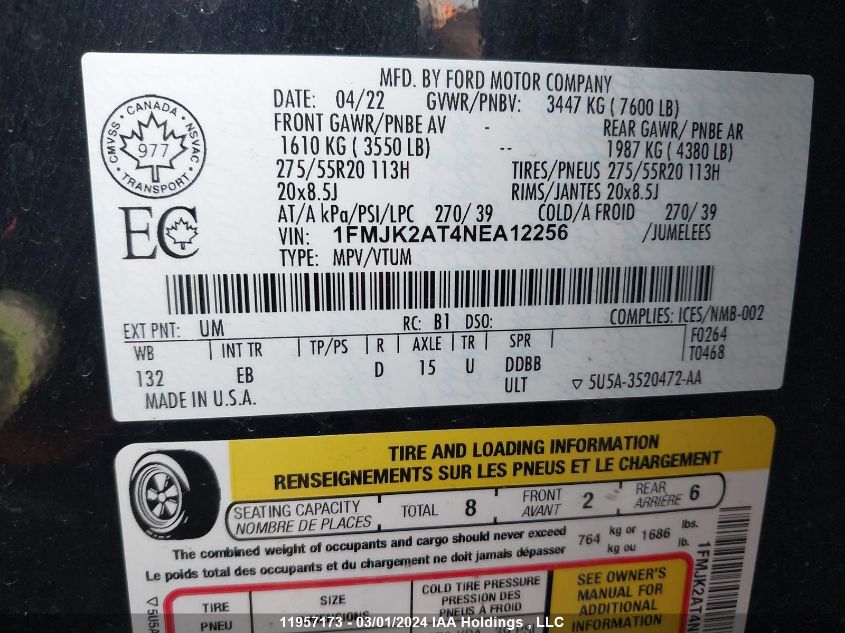 MFD. BY FORD MOTOR COMPANY
DATE: 04/22 GVWR/PNBV: 3447 KG ( 7600 LB)
FRONT GAWR/PNBE AV - REAR GAWR/ PNBE AR
1610 KG ( 3550 LB) -- 1987 KG ( 4380 LB)
275/55R20 113H TIRES/PNEUS 275/55R20 113H
20x8.5J RIMS/JANTES 20x8.5J
AT/A kPa/PSI/LPC 270/ 39 COLD/A FROID 270/ 39
VIN: 1FMJK2AT4NEA12256 /JUMELEES
TYPE: MPV/VTUM
CANADA
CMVSS NSVAC
977
TRANSPORT
EC
EXT PNT: UM RC: B1 DSO: COMPLIES: ICES/NMB-002
WB INT TR TP/PS R AXLE TR SPR F0264
T0468
132 EB D 15 U DDBB
ULT 5U5A-3520472-AA
MADE IN U.S.A.
TIRE AND LOADING INFORMATION
RENSEIGNEMENTS SUR LES PNEUS ET LE CHARGEMENT
SEATING CAPACITY
NOMBRE DE PLACES
TOTAL 8
FRONT
AVANT 2
REAR
ARRIÈRE 6
The combined weight of occupants and cargo should never exceed 764 kg or 1686 lbs.
Le poids total des occupants et du chargement ne doit jamais dépasser kg ou lb.
TIRE
PNEU
SIZE
COLD TIRE PRESSURE
PRESSION DES
PNEUS À FROID
SEE OWNER'S
MANUAL FOR
ADDITIONAL
INFORMATION
1FMJK2AT4N
5U5A
11957173 - 03/01/2024 IAA Holdings , LLC